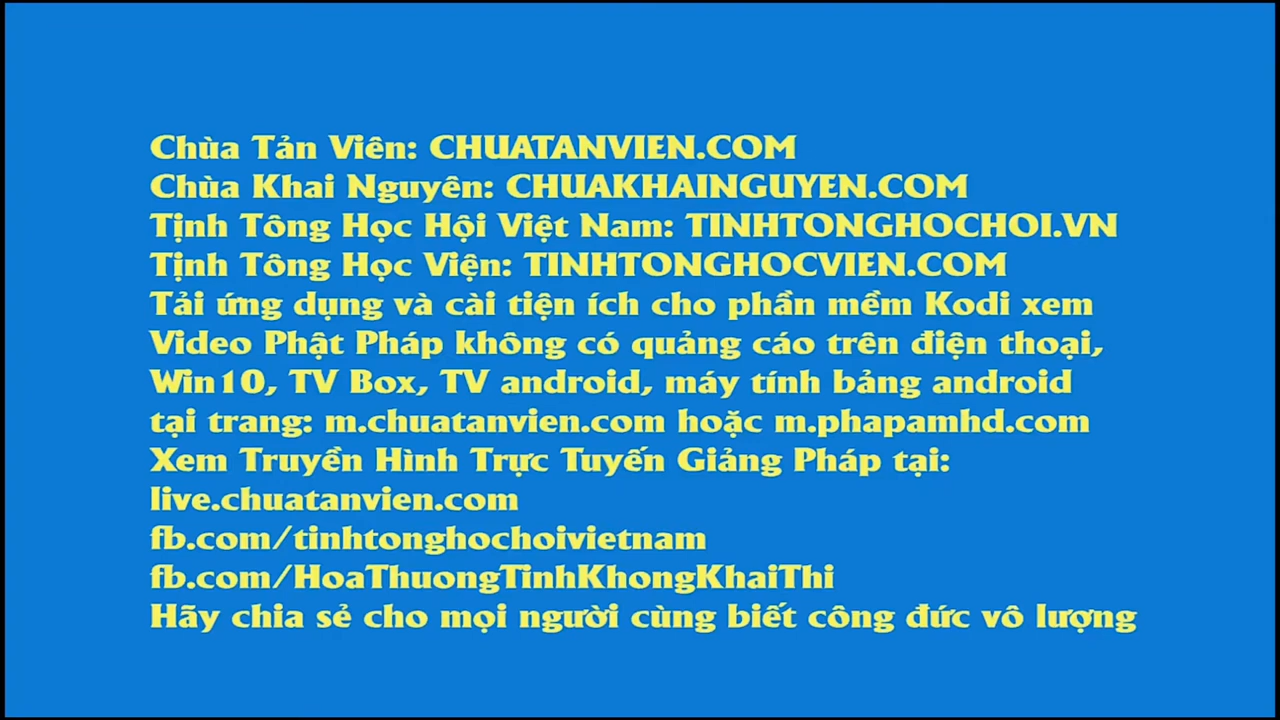 Chùa Tản Viên: CHUATANVIEN.COM
Chùa Khai Nguyên: CHUAKHAINGUYEN.COM
Tịnh Tông Học Hội Việt Nam: TINHTONGHOCHOI.VN
Tịnh Tông Học Viện: TINHTONGHOCVIEN.COM
Tải ứng dụng và cài tiện ích cho phần mềm Kodi xem
Video Phật Pháp không có quảng cáo trên điện thoại,
Win10, TV Box, TV android, máy tính bảng android
tại trang: m.chuatanvien.com hoặc m.phapamhd.com
Xem Truyền Hình Trực Tuyến Giảng Pháp tại:
live.chuatanvien.com
fb.com/tinhtonghochoivietnam
fb.com/HoaThuongTinhKhongKhaiThi
Hãy chia sẻ cho mọi người cùng biết công đức vô lượng